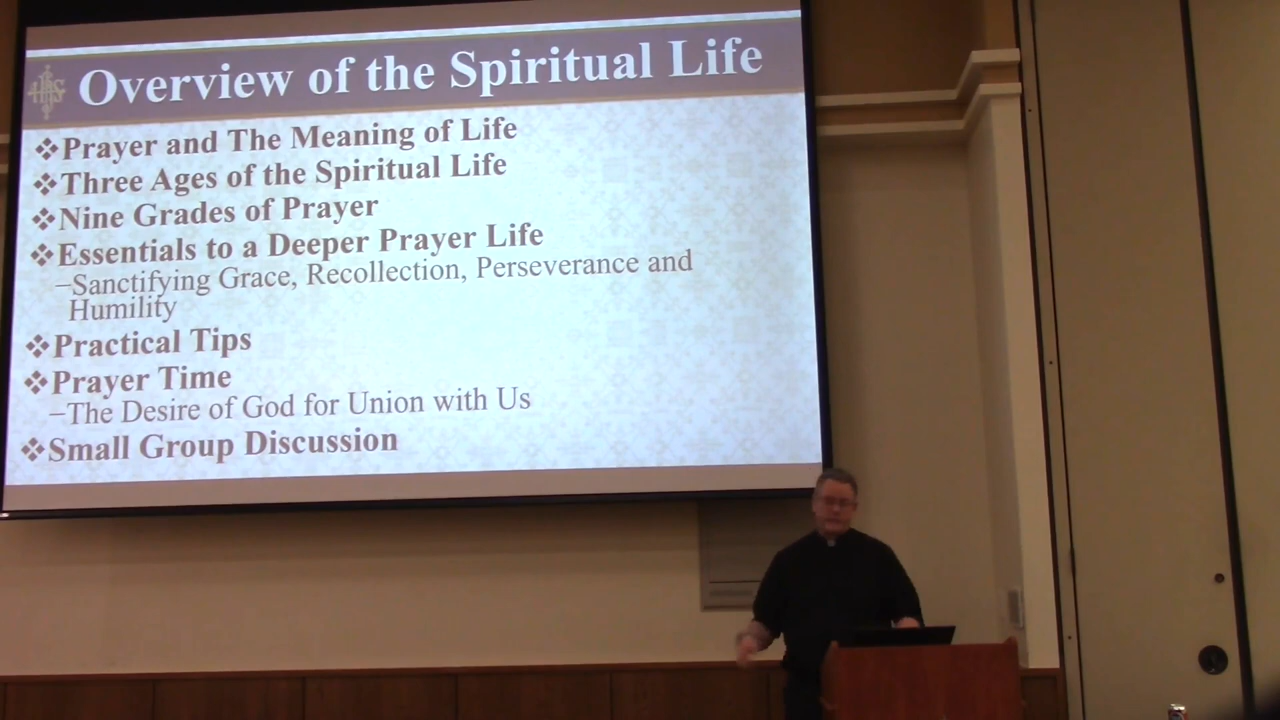 Overview of the Spiritual Life
❖Prayer and The Meaning of Life
❖Three Ages of the Spiritual Life
❖Nine Grades of Prayer
❖Essentials to a Deeper Prayer Life
–Sanctifying Grace, Recollection, Perseverance and
Humility
❖Practical Tips
❖Prayer Time
–The Desire of God for Union with Us
❖Small Group Discussion